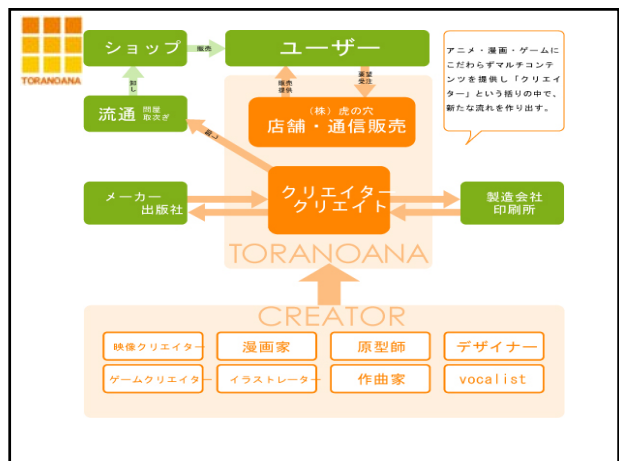 TORANOANA
ショップ
販売
ユーザー
アニメ・漫画・ゲームに
こだわらずマルチコンテ
ンツを提供し「クリエイ
ター」という括りの中で、
新たな流れを作り出す。
卸し
販売
提供
要望
受注
流通 問屋
取次ぎ
(株)虎の穴
店舗・通信販売
卸し
メーカー
出版社
クリエイター
クリエイト
製造会社
印刷所
TORANOANA
CREATOR
映像クリエイター
漫画家
原型師
デザイナー
ゲームクリエイター
イラストレーター
作曲家
vocalist